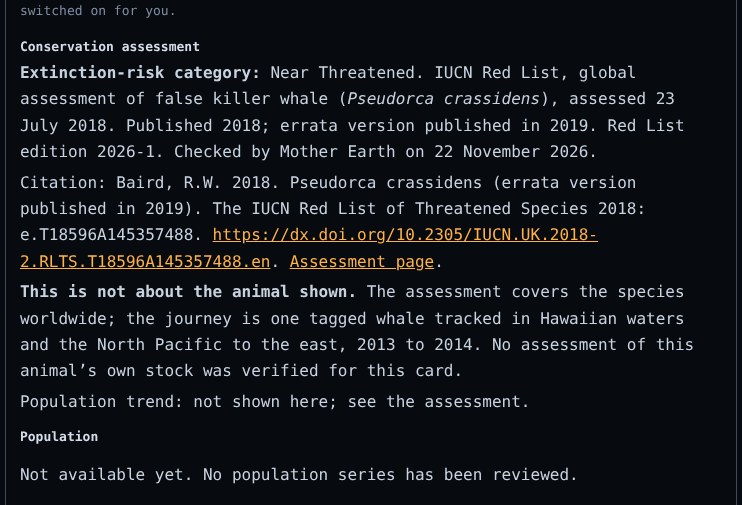 switched on for you.
Conservation assessment
Extinction-risk category: Near Threatened. IUCN Red List, global
assessment of false killer whale (Pseudorca crassidens), assessed 23
July 2018. Published 2018; errata version published in 2019. Red List
edition 2026-1. Checked by Mother Earth on 22 November 2026.
Citation: Baird, R.W. 2018. Pseudorca crassidens (errata version
published in 2019). The IUCN Red List of Threatened Species 2018:
e.T18596A145357488. https://dx.doi.org/10.2305/IUCN.UK.2018-
2.RLTS.T18596A145357488.en. Assessment page.
This is not about the animal shown. The assessment covers the species
worldwide; the journey is one tagged whale tracked in Hawaiian waters
and the North Pacific to the east, 2013 to 2014. No assessment of this
animal’s own stock was verified for this card.
Population trend: not shown here; see the assessment.
Population
Not available yet. No population series has been reviewed.